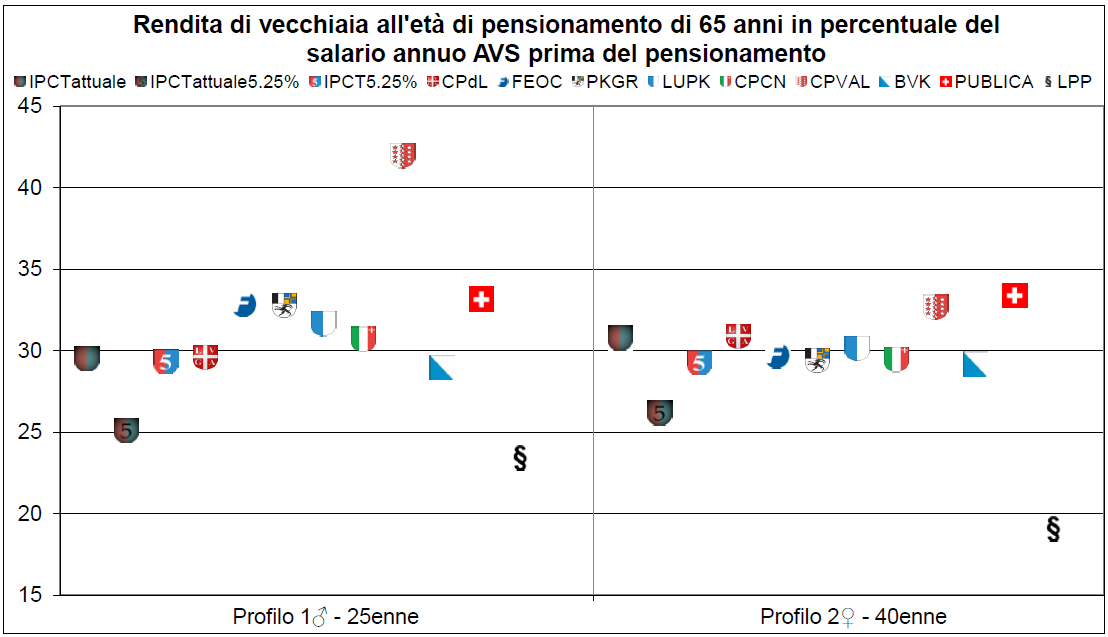 Rendita di vecchiaia all'età di pensionamento di 65 anni in percentuale del
salario annuo AVS prima del pensionamento
IPCTattuale IPCTattuale5.25% IPCT5.25% CPdL FEOC PKGR LUPK CPCN CPVAL BVK PUBLICA § LPP
45
40
35
30
25
20
15
5
5
LVGA
F
5
§
5
LVGA
F
5
§
Profilo 1♂ - 25enne Profilo 2♀ - 40enne